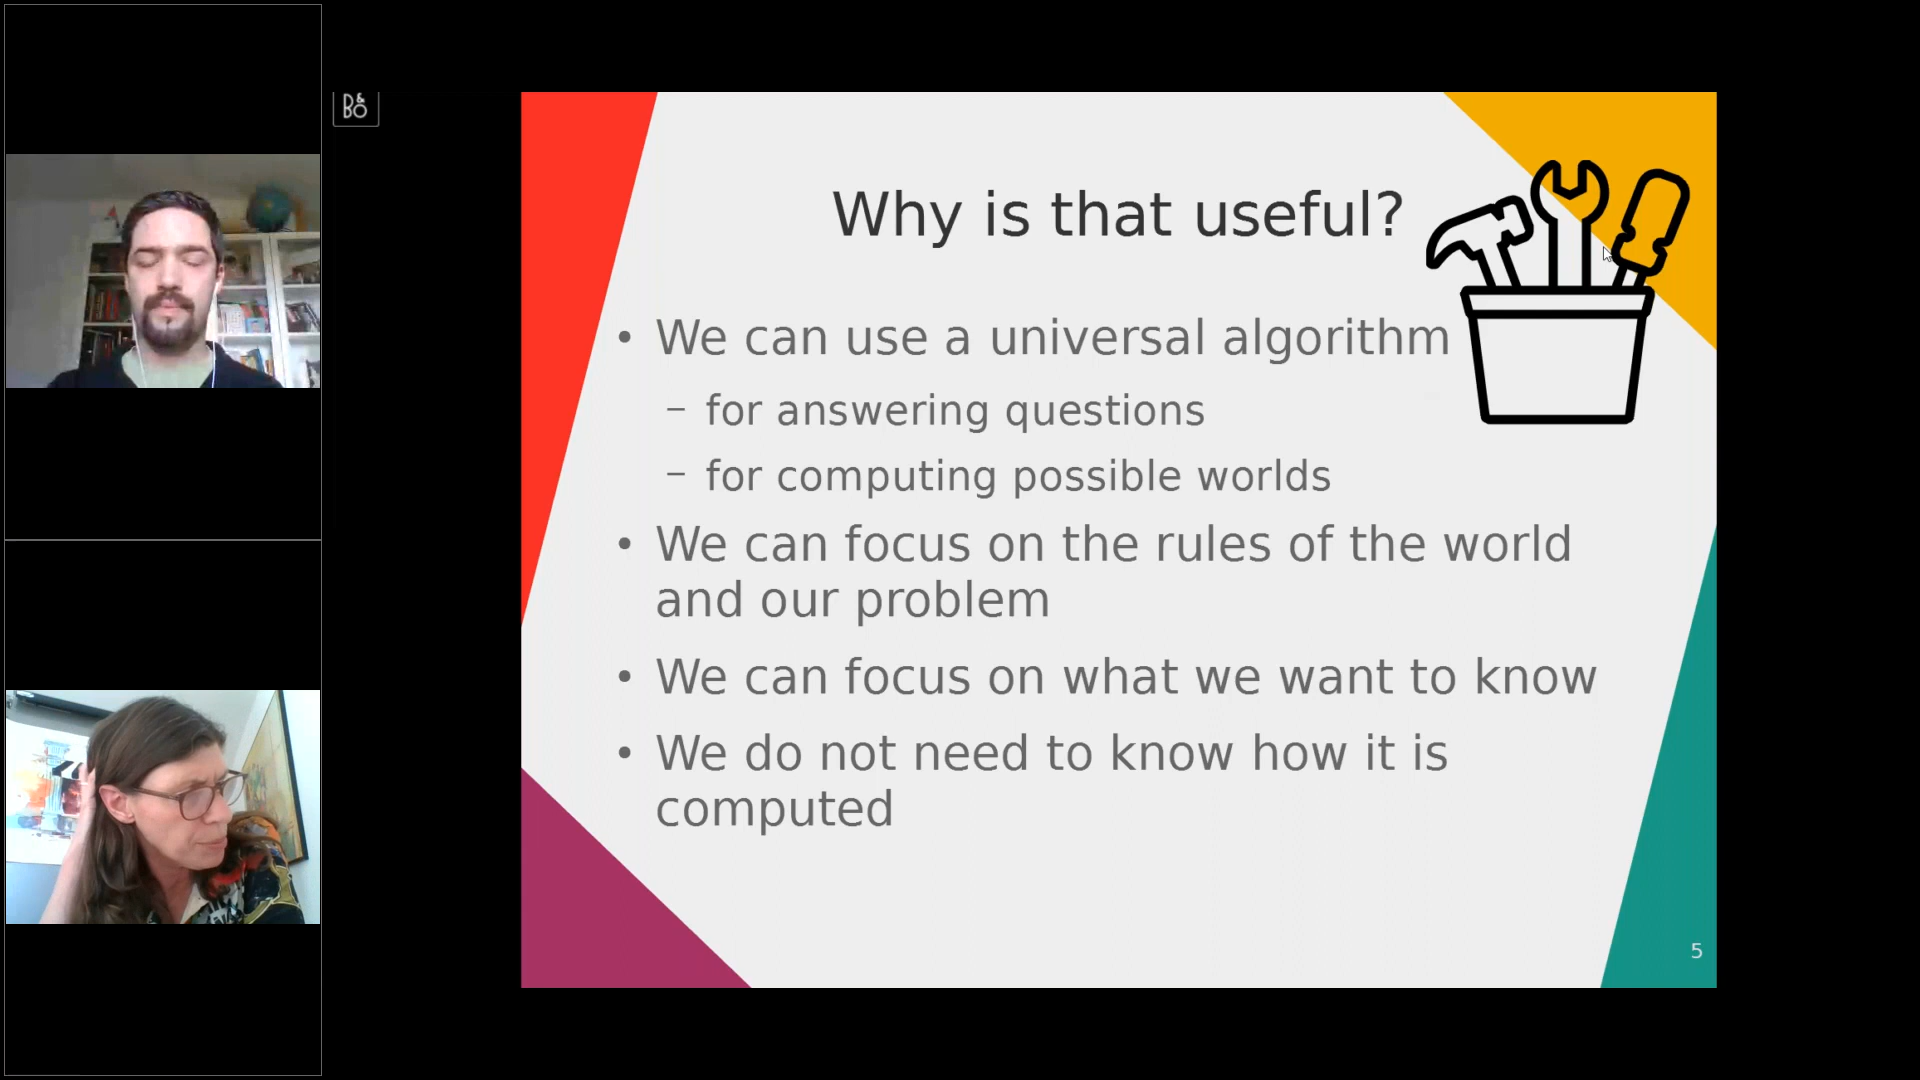 B&O
Why is that useful?
• We can use a universal algorithm
– for answering questions
– for computing possible worlds
• We can focus on the rules of the world
and our problem
• We can focus on what we want to know
• We do not need to know how it is
computed
5